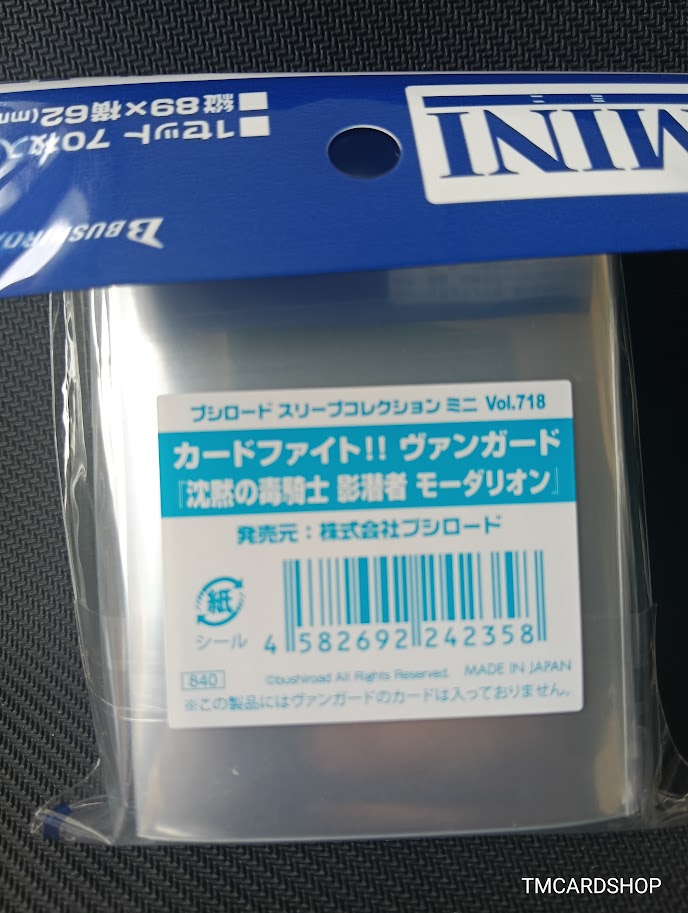 MINI
■縦89×横62(mm
■1セット 70枚入
BUSHIROAD
ブシロード スリーブコレクション ミニ Vol.718
カードファイト!! ヴァンガード
『沈黙の毒騎士 影潜者 モーダリオン』
発売元：株式会社ブシロード
紙
シール
4 582692 242358
840
©bushiroad All Rights Reserved. MADE IN JAPAN
※この製品にはヴァンガードのカードは入っておりません。
TMCARDSHOP